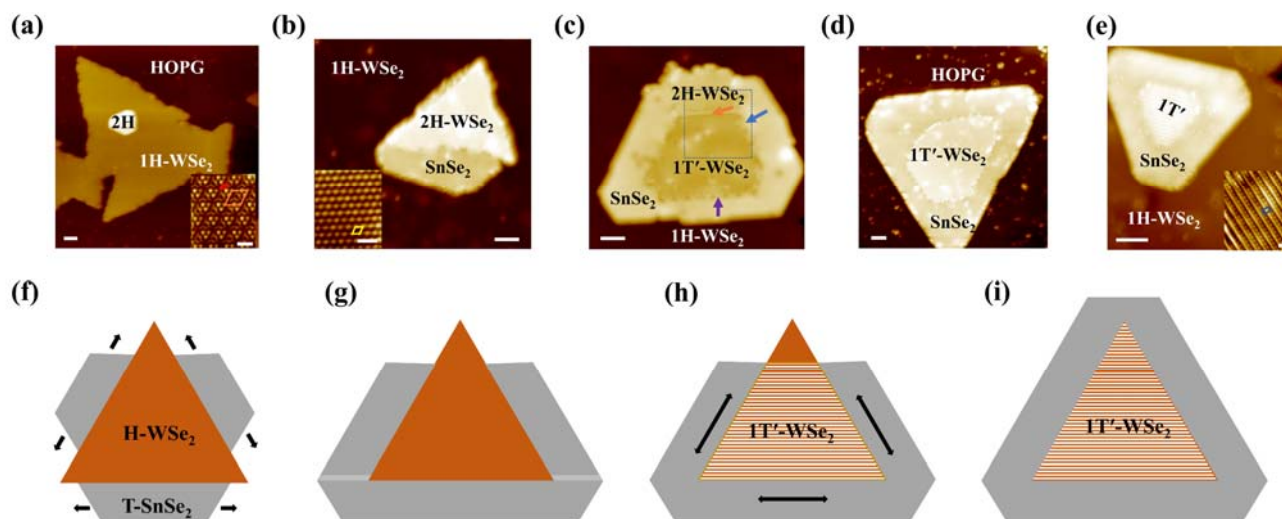 (a)
HOPG
2H
1H-WSe₂
(b)
1H-WSe₂
2H-WSe₂
SnSe₂
(c)
2H-WSe₂
1T′-WSe₂
SnSe₂
1H-WSe₂
(d)
HOPG
1T′-WSe₂
SnSe₂
(e)
1T′
SnSe₂
1H-WSe₂
(f)
H-WSe₂
T-SnSe₂
(g)
(h)
1T′-WSe₂
(i)
1T′-WSe₂